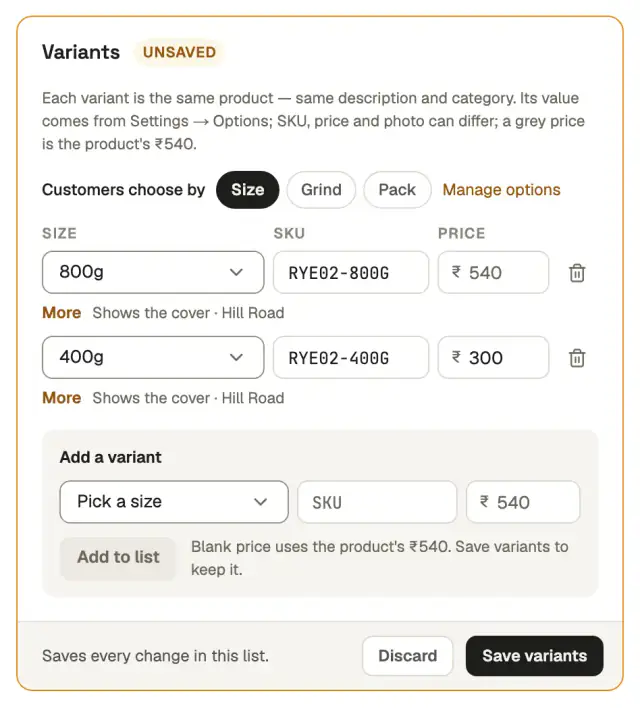 Variants UNSAVED
Each variant is the same product — same description and category. Its value
comes from Settings → Options; SKU, price and photo can differ; a grey price
is the product's ₹540.
Customers choose by Size Grind Pack Manage options
SIZE SKU PRICE
800g RYE02-800G ₹ 540
More Shows the cover · Hill Road
400g RYE02-400G ₹ 300
More Shows the cover · Hill Road
Add a variant
Pick a size SKU ₹ 540
Add to list Blank price uses the product's ₹540. Save variants to
keep it.
Saves every change in this list. Discard Save variants